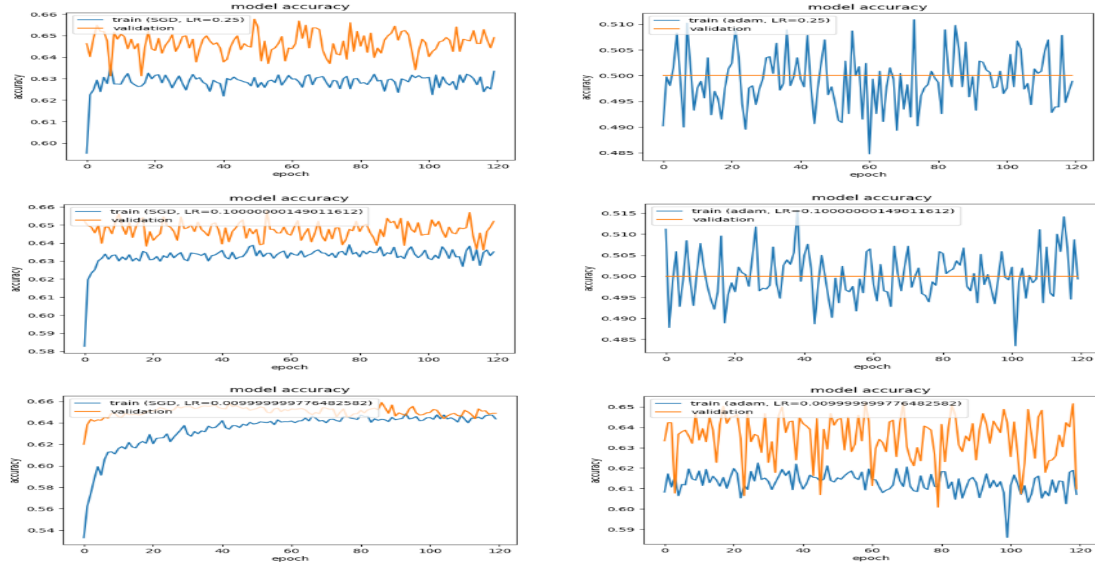 model accuracy
train (SGD, LR=0.25)
validation
0.65
0.64
0.63
0.62
0.61
0.60
accuracy
0 20 40 60 80 100 120
epoch
model accuracy
train (adam, LR=0.25)
validation
0.510
0.505
0.500
0.495
0.490
0.485
accuracy
0 20 40 60 80 100 120
epoch
model accuracy
train (SGD, LR=0.10000000149011612)
validation
0.66
0.65
0.64
0.63
0.62
0.61
0.60
0.59
0.58
accuracy
0 20 40 60 80 100 120
epoch
model accuracy
train (adam, LR=0.10000000149011612)
validation
0.515
0.510
0.505
0.500
0.495
0.490
0.485
accuracy
0 20 40 60 80 100 120
epoch
model accuracy
train (SGD, LR=0.009999999776482582)
validation
0.66
0.64
0.62
0.60
0.56
0.54
accuracy
0 20 40 60 80 100 120
epoch
model accuracy
train (adam, LR=0.009999999776482582)
validation
0.65
0.64
0.63
0.62
0.61
0.59
accuracy
0 20 40 60 80 100 120
epoch